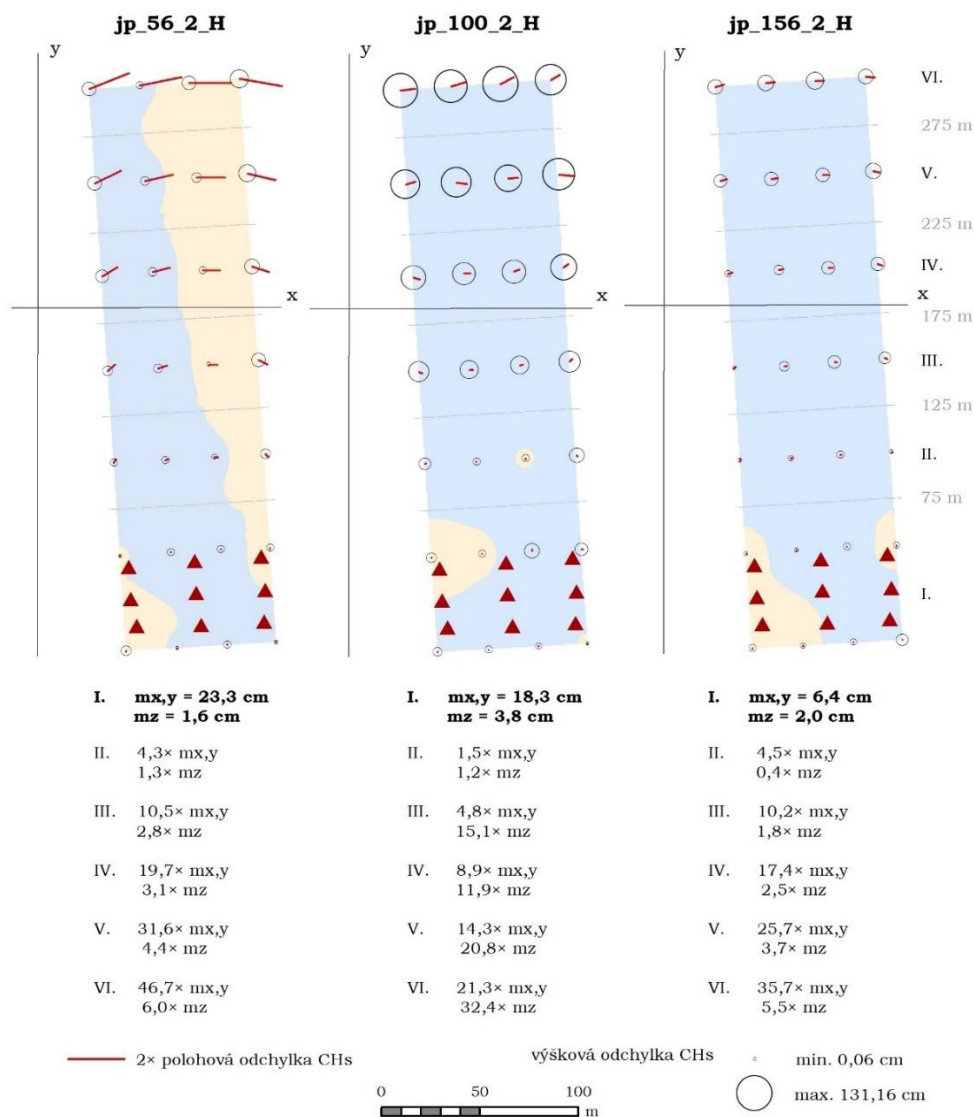 jp_56_2_H
jp_100_2_H
jp_156_2_H
y
y
y
VI.
275 m
V.
225 m
IV.
x
x
x
175 m
III.
125 m
II.
75 m
I.
I. mx,y = 23,3 cm
mz = 1,6 cm
II. 4,3× mx,y
1,3× mz
III. 10,5× mx,y
2,8× mz
IV. 19,7× mx,y
3,1× mz
V. 31,6× mx,y
4,4× mz
VI. 46,7× mx,y
6,0× mz
I. mx,y = 18,3 cm
mz = 3,8 cm
II. 1,5× mx,y
1,2× mz
III. 4,8× mx,y
15,1× mz
IV. 8,9× mx,y
11,9× mz
V. 14,3× mx,y
20,8× mz
VI. 21,3× mx,y
32,4× mz
I. mx,y = 6,4 cm
mz = 2,0 cm
II. 4,5× mx,y
0,4× mz
III. 10,2× mx,y
1,8× mz
IV. 17,4× mx,y
2,5× mz
V. 25,7× mx,y
3,7× mz
VI. 35,7× mx,y
5,5× mz
2× polohová odchylka CHs
výšková odchylka CHs
min. 0,06 cm
max. 131,16 cm
0 50 100
m